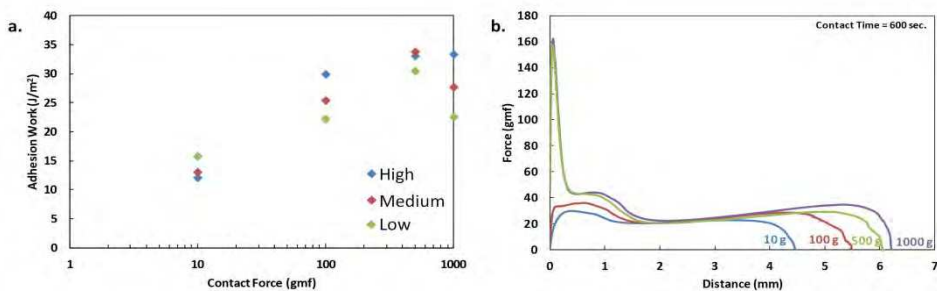 a.
Adhesion Work (J/m²)
40
35
30
25
20
15
10
5
0
1 10 100 1000
Contact Force (gmf)
High
Medium
Low
b.
Contact Time = 600 sec.
Force (gmf)
180
160
140
120
100
80
60
40
20
0
10 g 100 g 500 g 1000 g
0 1 2 3 4 5 6 7
Distance (mm)